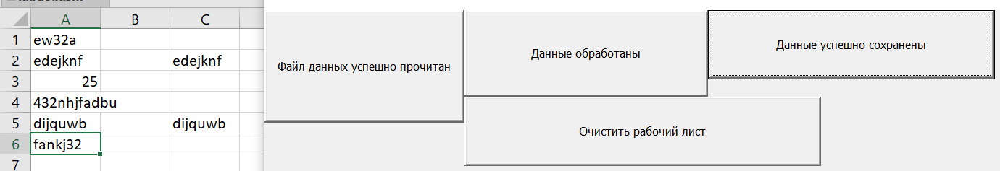 A B C
1 ew32a
2 edejknf edejknf
3 25
4 432nhjfadbu
5 dijquwb dijquwb
6 fankj32
7
Файл данных успешно прочитан
Данные обработаны
Данные успешно сохранены
Очистить рабочий лист